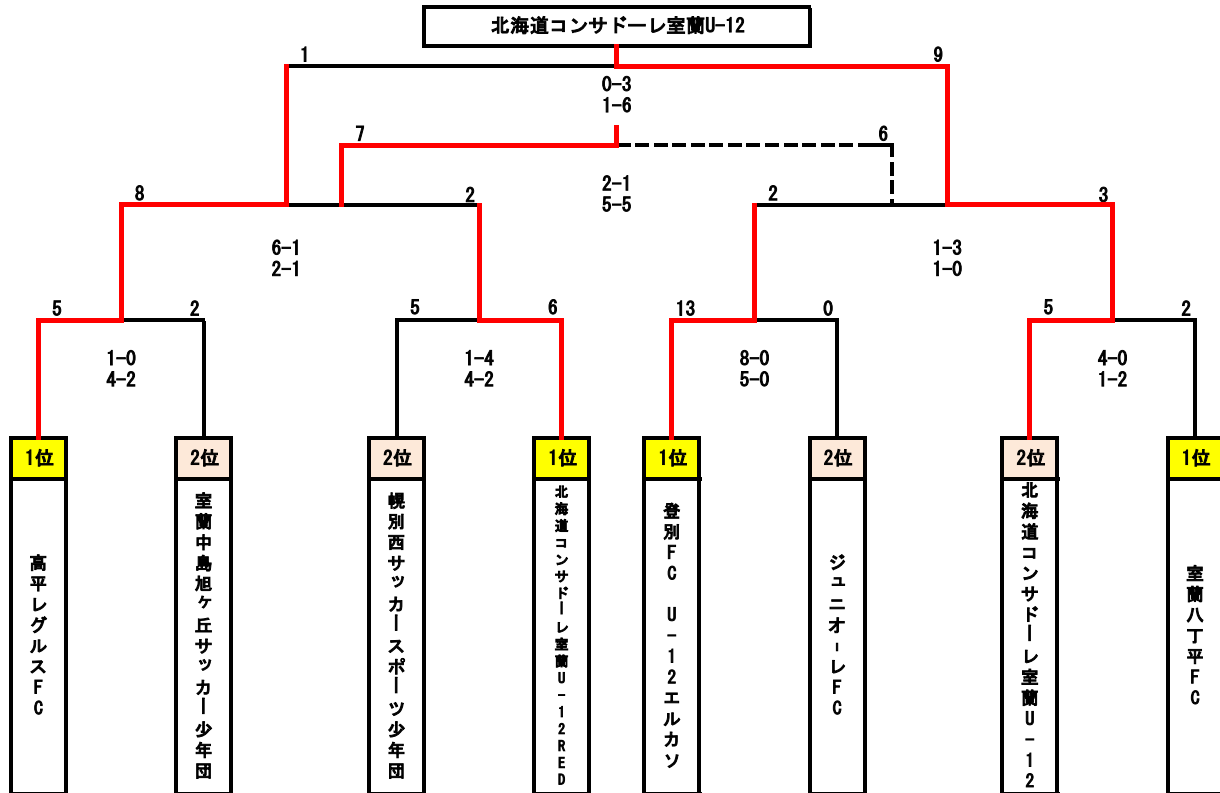 北海道コンサドーレ室蘭U-12
1
9
0-3
1-6
7
6
8
2
2-1
5-5
2
3
6-1
2-1
1-3
1-0
5
2
5
6
13
0
5
2
1-0
4-2
1-4
4-2
8-0
5-0
4-0
1-2
1位
2位
2位
1位
1位
2位
2位
1位
高平レグルスFC
室蘭中島旭ヶ丘サッカー少年団
幌別西サッカースポーツ少年団
北海道コンサドーレ室蘭U-12RED
登別FC U-12エルカソ
ジュニオーレFC
北海道コンサドーレ室蘭U-12
室蘭八丁平FC